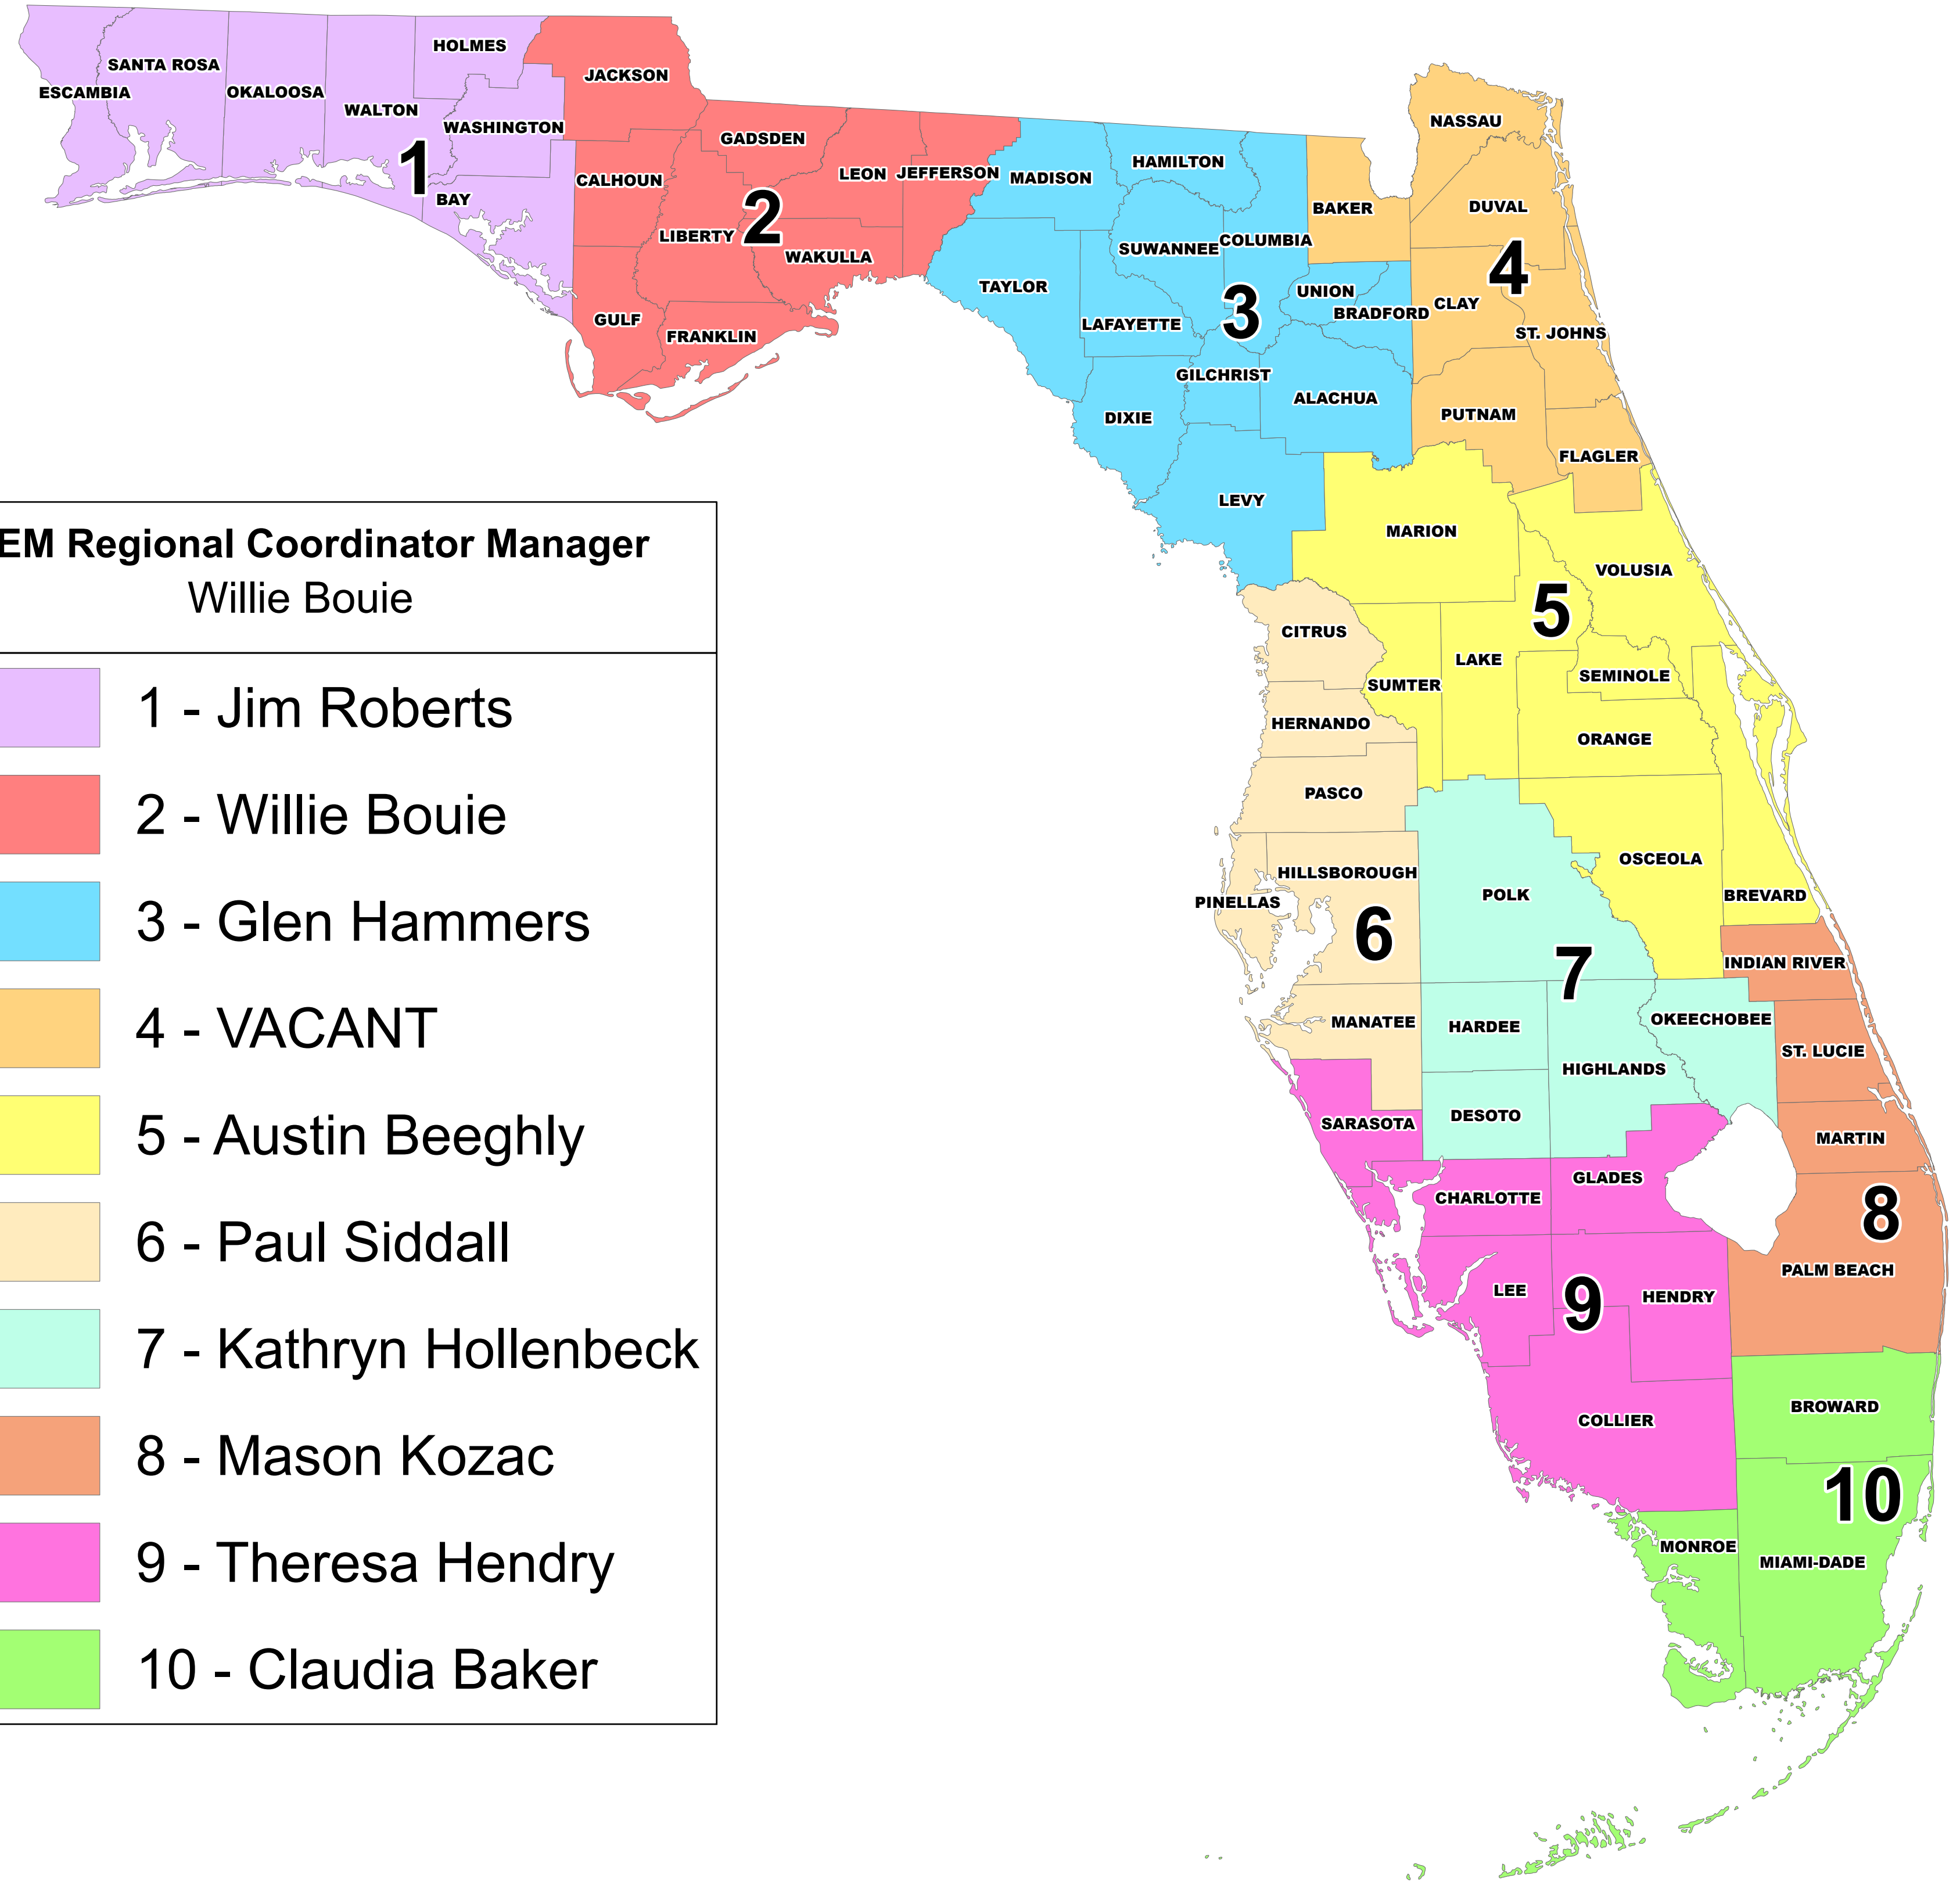 HOLMES
SANTA ROSA
JACKSON
ESCAMBIA
OKALOOSA
WALTON
WASHINGTON
1
BAY
GADSDEN
CALHOUN
LEON
JEFFERSON
2
LIBERTY
WAKULLA
GULF
FRANKLIN
MADISON
HAMILTON
SUWANNEE
COLUMBIA
TAYLOR
LAFAYETTE
3
UNION
BRADFORD
GILCHRIST
ALACHUA
DIXIE
LEVY
NASSAU
BAKER
DUVAL
4
CLAY
ST. JOHNS
PUTNAM
FLAGLER
MARION
VOLUSIA
5
LAKE
SUMTER
SEMINOLE
ORANGE
OSCEOLA
BREVARD
CITRUS
HERNANDO
PASCO
HILLSBOROUGH
PINELLAS
6
MANATEE
POLK
7
HARDEE
HIGHLANDS
OKEECHOBEE
DESOTO
INDIAN RIVER
ST. LUCIE
MARTIN
8
PALM BEACH
SARASOTA
CHARLOTTE
GLADES
LEE
9
HENDRY
COLLIER
BROWARD
10
MONROE
MIAMI-DADE
EM Regional Coordinator Manager
Willie Bouie
1 - Jim Roberts
2 - Willie Bouie
3 - Glen Hammers
4 - VACANT
5 - Austin Beeghly
6 - Paul Siddall
7 - Kathryn Hollenbeck
8 - Mason Kozac
9 - Theresa Hendry
10 - Claudia Baker